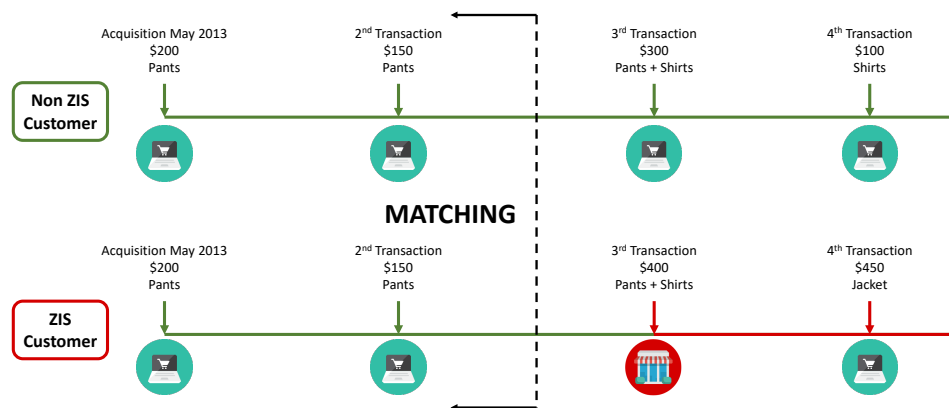 Acquisition May 2013
$200
Pants
2nd Transaction
$150
Pants
3rd Transaction
$300
Pants + Shirts
4th Transaction
$100
Shirts
Non ZIS
Customer
MATCHING
Acquisition May 2013
$200
Pants
2nd Transaction
$150
Pants
3rd Transaction
$400
Pants + Shirts
4th Transaction
$450
Jacket
ZIS
Customer